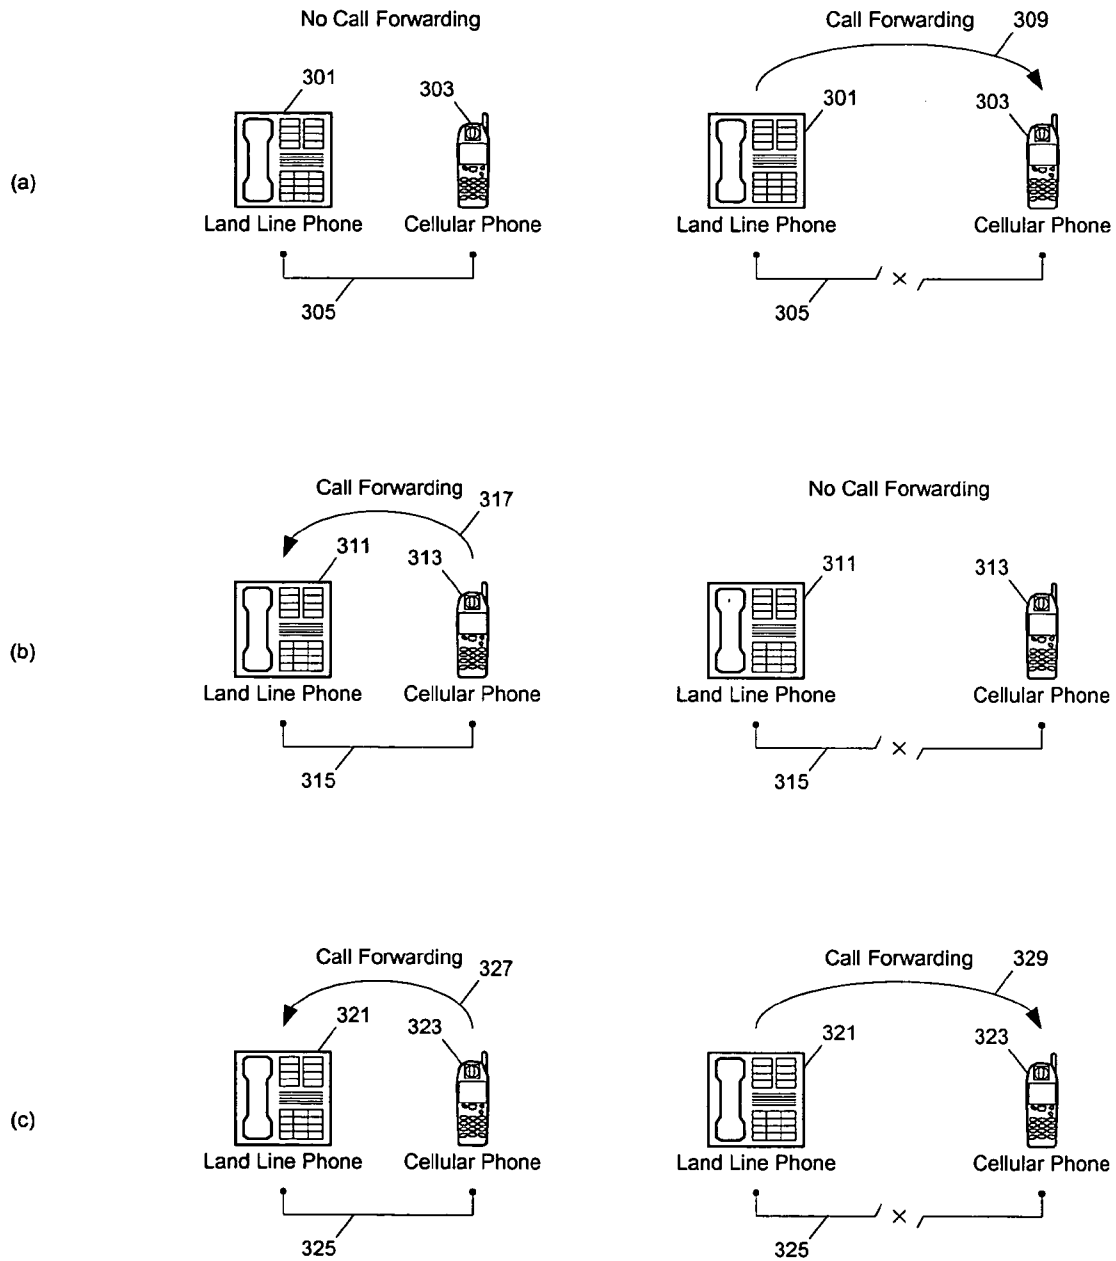 No Call Forwarding
Call Forwarding 309
301 303 301 303
(a)
Land Line Phone Cellular Phone Land Line Phone Cellular Phone
305 305
Call Forwarding 317 No Call Forwarding
311 313 311 313
(b)
Land Line Phone Cellular Phone Land Line Phone Cellular Phone
315 315
Call Forwarding 327 Call Forwarding 329
321 323 321 323
(c)
Land Line Phone Cellular Phone Land Line Phone Cellular Phone
325 325